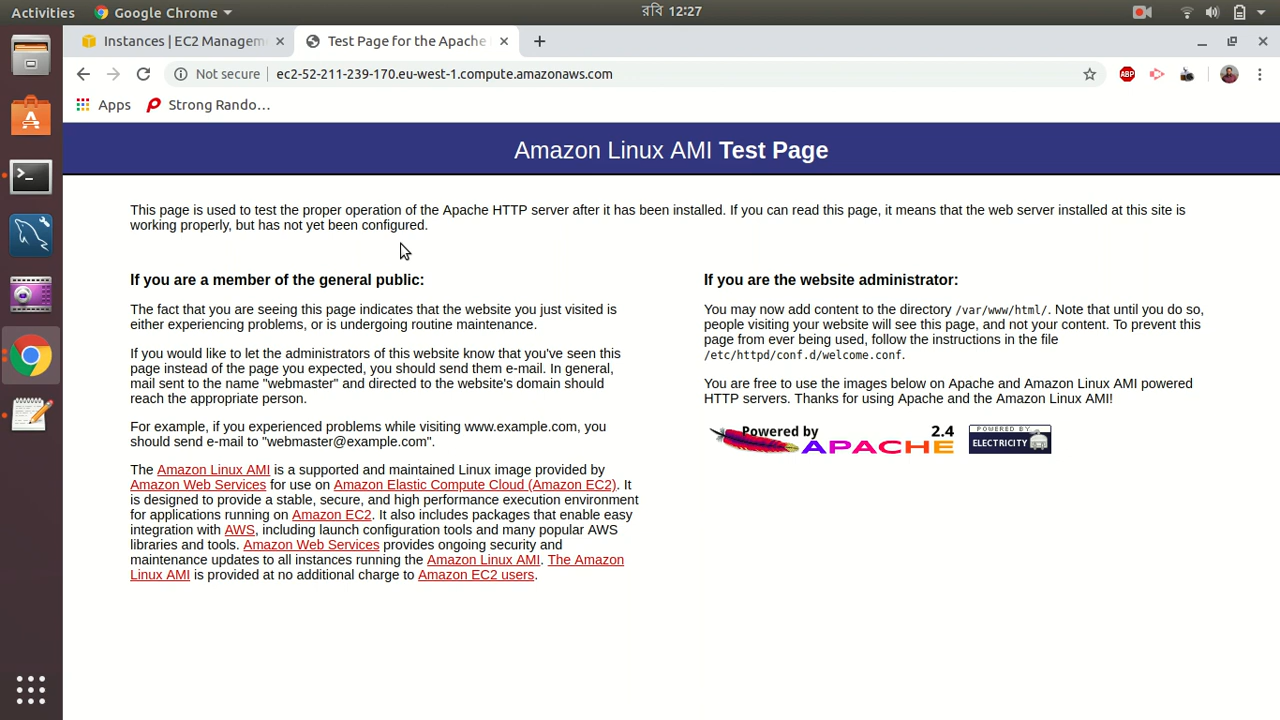 Activities Google Chrome রবি 12:27
Instances | EC2 Managem Test Page for the Apache
Not secure ec2-52-211-239-170.eu-west-1.compute.amazonaws.com ABP
Apps Strong Rando...
Amazon Linux AMI Test Page
This page is used to test the proper operation of the Apache HTTP server after it has been installed. If you can read this page, it means that the web server installed at this site is
working properly, but has not yet been configured.
If you are a member of the general public:
The fact that you are seeing this page indicates that the website you just visited is
either experiencing problems, or is undergoing routine maintenance.
If you would like to let the administrators of this website know that you've seen this
page instead of the page you expected, you should send them e-mail. In general,
mail sent to the name "webmaster" and directed to the website's domain should
reach the appropriate person.
For example, if you experienced problems while visiting www.example.com, you
should send e-mail to "webmaster@example.com".
The Amazon Linux AMI is a supported and maintained Linux image provided by
Amazon Web Services for use on Amazon Elastic Compute Cloud (Amazon EC2). It
is designed to provide a stable, secure, and high performance execution environment
for applications running on Amazon EC2. It also includes packages that enable easy
integration with AWS, including launch configuration tools and many popular AWS
libraries and tools. Amazon Web Services provides ongoing security and
maintenance updates to all instances running the Amazon Linux AMI. The Amazon
Linux AMI is provided at no additional charge to Amazon EC2 users.
If you are the website administrator:
You may now add content to the directory /var/www/html/. Note that until you do so,
people visiting your website will see this page, and not your content. To prevent this
page from ever being used, follow the instructions in the file
/etc/httpd/conf.d/welcome.conf.
You are free to use the images below on Apache and Amazon Linux AMI powered
HTTP servers. Thanks for using Apache and the Amazon Linux AMI!
Powered by 2.4
APACHE
POWERED BY
ELECTRICITY